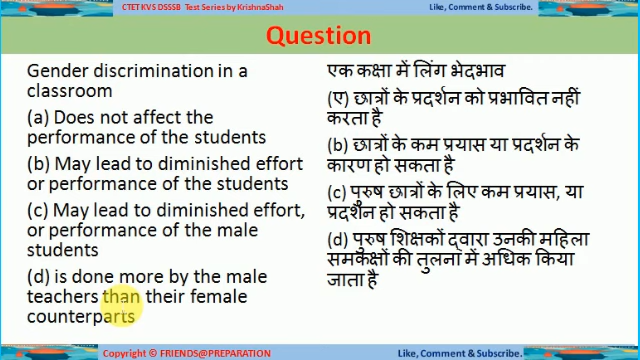 CTET KVS DSSSB Test Series by KrishnaShah
Like, Comment & Subscribe.
Question
Gender discrimination in a
classroom
(a) Does not affect the
performance of the students
(b) May lead to diminished effort
or performance of the students
(c) May lead to diminished effort,
or performance of the male
students
(d) is done more by the male
teachers than their female
counterparts
एक कक्षा में लिंग भेदभाव
(ए) छात्रों के प्रदर्शन को प्रभावित नहीं
करता है
(b) छात्रों के कम प्रयास या प्रदर्शन के
कारण हो सकता है
(c) पुरुष छात्रों के लिए कम प्रयास, या
प्रदर्शन हो सकता है
(d) पुरुष शिक्षकों द्वारा उनकी महिला
समकक्षों की तुलना में अधिक किया
जाता है
Copyright © FRIENDS@PREPARATION
Like, Comment & Subscribe.